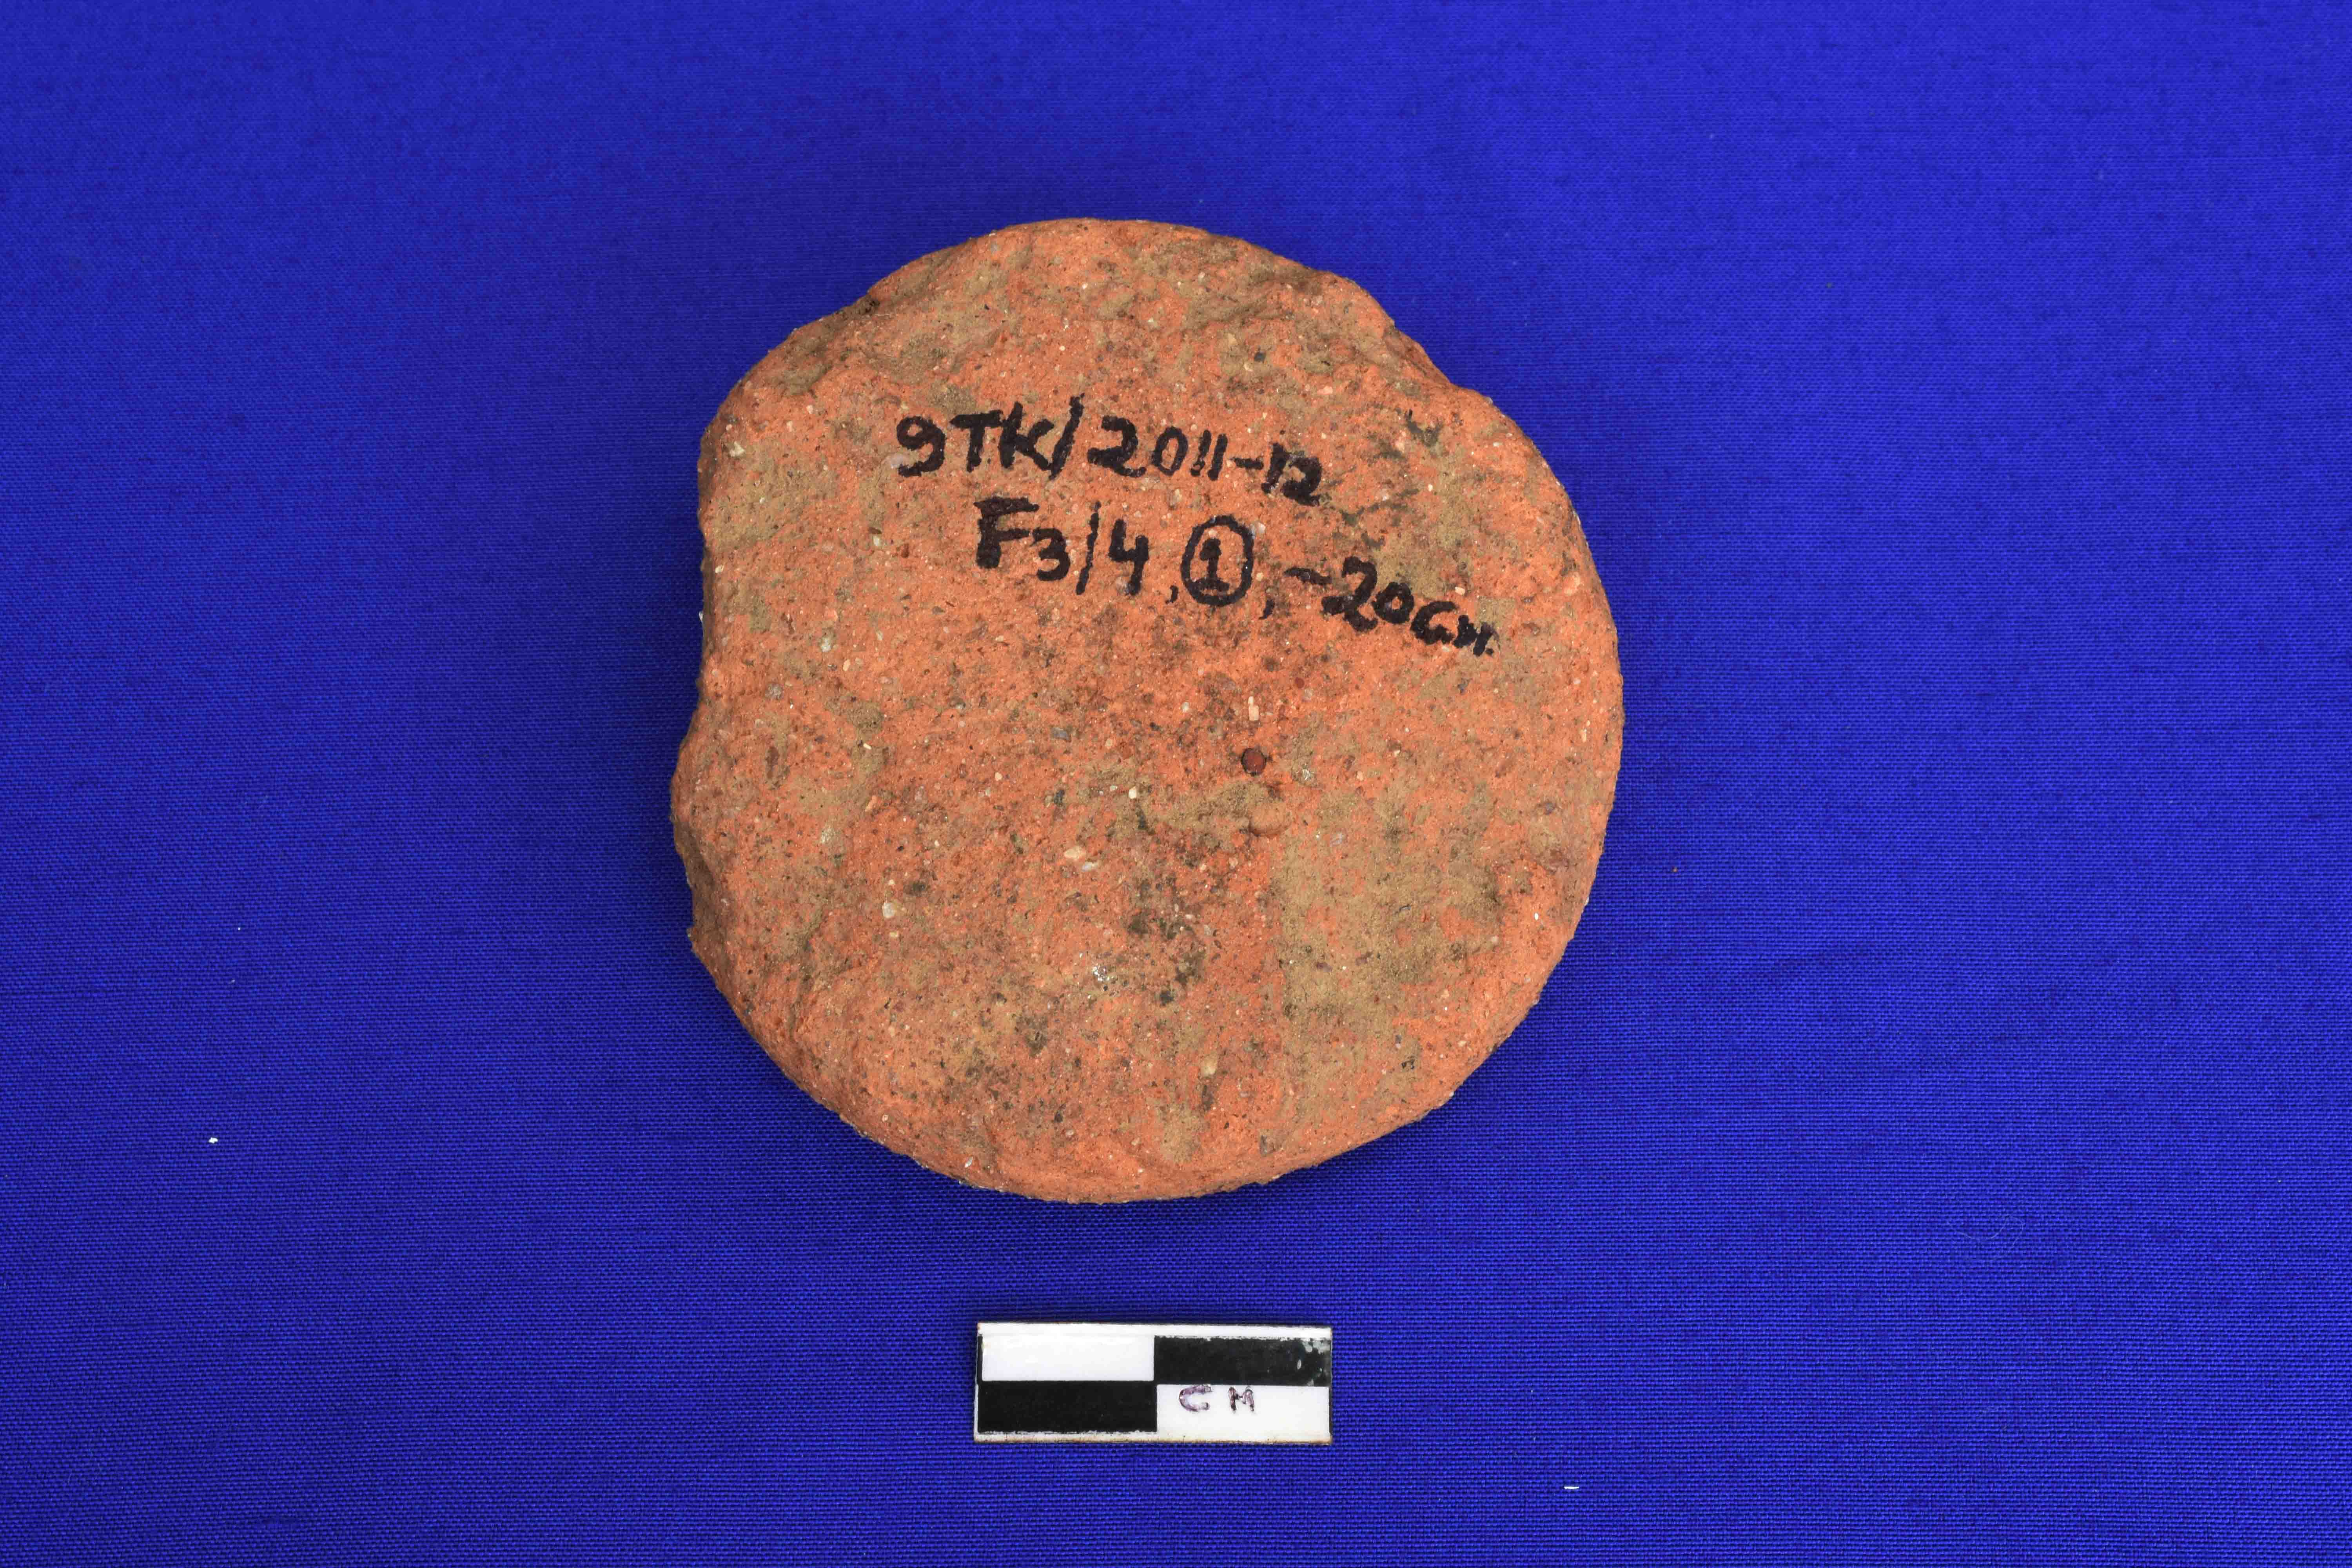 9TK/2011-12
F3/4, ①, -20CM.
CM